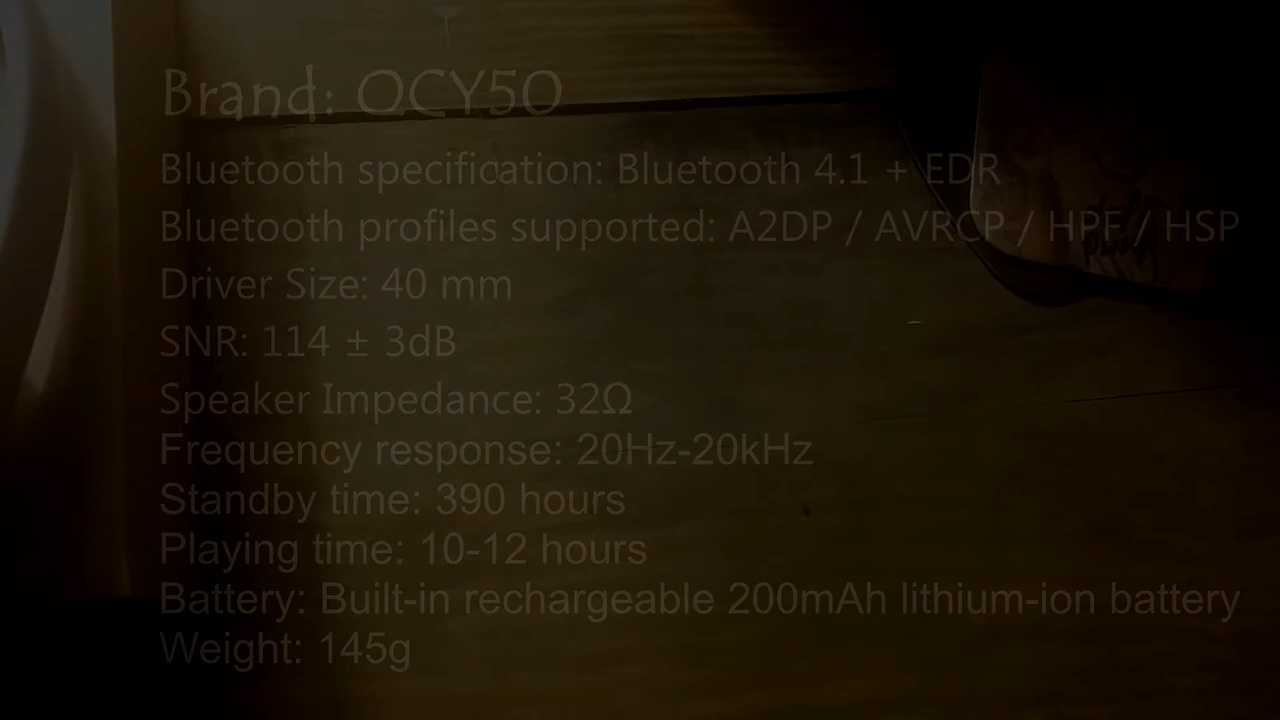 Brand: QCY50
Bluetooth specification: Bluetooth 4.1 + EDR
Bluetooth profiles supported: A2DP / AVRCP / HPF / HSP
Driver Size: 40 mm
SNR: 114 ± 3dB
Speaker Impedance: 32Ω
Frequency response: 20Hz-20kHz
Standby time: 390 hours
Playing time: 10-12 hours
Battery: Built-in rechargeable 200mAh lithium-ion battery
Weight: 145g